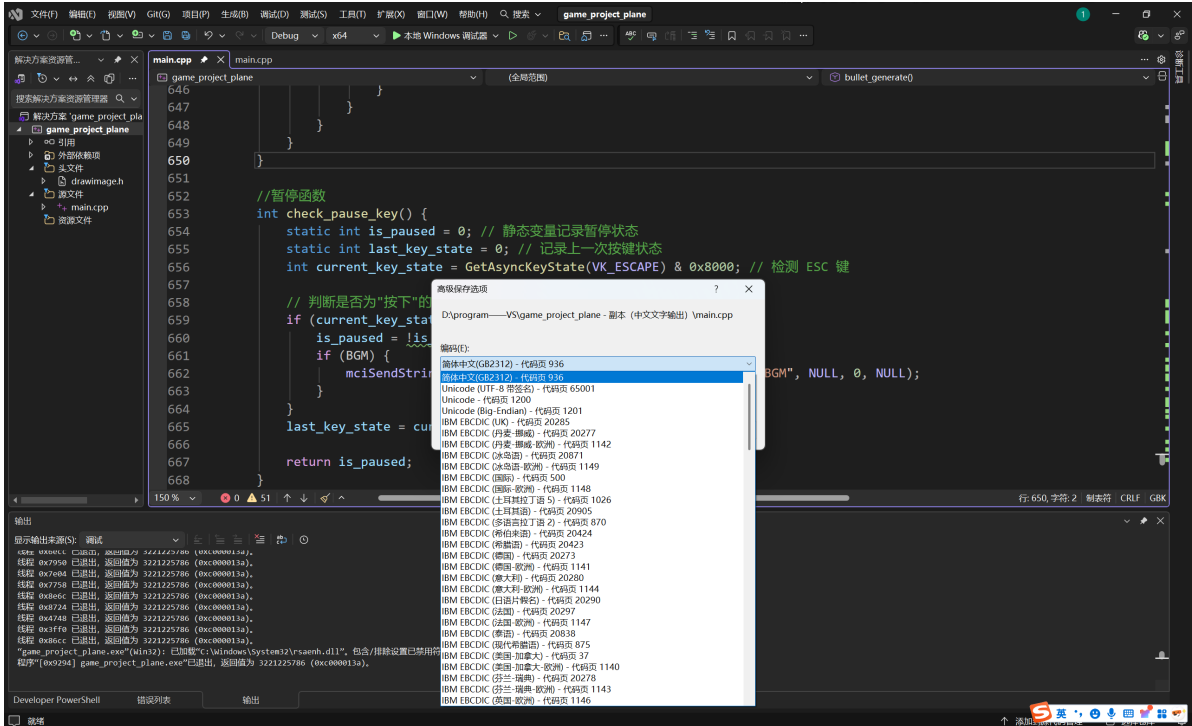 文件(F) 编辑(E) 视图(V) Git(G) 项目(P) 生成(B) 调试(D) 测试(S) 工具(T) 扩展(X) 窗口(W) 帮助(H) 搜索 game_project_plane 1
Debug x64 本地 Windows 调试器
解决方案资源管...
搜索解决方案资源管理器
解决方案 'game_project_pla
game_project_plane
引用
外部依赖项
头文件
drawimage.h
源文件
main.cpp
资源文件
main.cpp main.cpp
game_project_plane (全局范围) bullet_generate()
诊断工具
646 }
647 }
648 }
649 }
650 }
651
652 //暂停函数
653 int check_pause_key() {
654 static int is_paused = 0; // 静态变量记录暂停状态
655 static int last_key_state = 0; // 记录上一次按键状态
656 int current_key_state = GetAsyncKeyState(VK_ESCAPE) & 0x8000; // 检测 ESC 键
657
658 // 判断是否为"按下"的
659 if (current_key_stat
660 is_paused = !is_
661 if (BGM) {
662 mciSendStrin BGM", NULL, 0, NULL);
663 }
664 }
665 last_key_state = cur
666
667 return is_paused;
668 }
150 % 0 51 行: 650, 字符: 2 制表符 CRLF GBK
高级保存选项 ?
D:\program——VS\game_project_plane - 副本（中文文字输出）\main.cpp
编码(E):
简体中文(GB2312) - 代码页 936
简体中文(GB2312) - 代码页 936
Unicode (UTF-8 带签名) - 代码页 65001
Unicode - 代码页 1200
Unicode (Big-Endian) - 代码页 1201
IBM EBCDIC (UK) - 代码页 20285
IBM EBCDIC (丹麦-挪威) - 代码页 20277
IBM EBCDIC (丹麦-挪威-欧洲) - 代码页 1142
IBM EBCDIC (冰岛语) - 代码页 20871
IBM EBCDIC (冰岛语-欧洲) - 代码页 1149
IBM EBCDIC (国际) - 代码页 500
IBM EBCDIC (国际-欧洲) - 代码页 1148
IBM EBCDIC (土耳其拉丁语 5) - 代码页 1026
IBM EBCDIC (土耳其语) - 代码页 20905
IBM EBCDIC (多语言拉丁语 2) - 代码页 870
IBM EBCDIC (希伯来语) - 代码页 20424
IBM EBCDIC (希腊语) - 代码页 20423
IBM EBCDIC (德国) - 代码页 20273
IBM EBCDIC (德国-欧洲) - 代码页 1141
IBM EBCDIC (意大利) - 代码页 20280
IBM EBCDIC (意大利-欧洲) - 代码页 1144
IBM EBCDIC (日语片假名) - 代码页 20290
IBM EBCDIC (法国) - 代码页 20297
IBM EBCDIC (法国-欧洲) - 代码页 1147
IBM EBCDIC (泰语) - 代码页 20838
IBM EBCDIC (现代希腊语) - 代码页 875
IBM EBCDIC (美国-加拿大) - 代码页 37
IBM EBCDIC (美国-加拿大-欧洲) - 代码页 1140
IBM EBCDIC (芬兰-瑞典) - 代码页 20278
IBM EBCDIC (芬兰-瑞典-欧洲) - 代码页 1143
IBM EBCDIC (英国-欧洲) - 代码页 1146
输出
显示输出来源(S): 调试
线程 0x6ecc 已退出，返回值为 3221225786 (0xc000013a)。
线程 0x7950 已退出，返回值为 3221225786 (0xc000013a)。
线程 0x7e04 已退出，返回值为 3221225786 (0xc000013a)。
线程 0x7758 已退出，返回值为 3221225786 (0xc000013a)。
线程 0x8e6c 已退出，返回值为 3221225786 (0xc000013a)。
线程 0x8724 已退出，返回值为 3221225786 (0xc000013a)。
线程 0x4748 已退出，返回值为 3221225786 (0xc000013a)。
线程 0x3ff0 已退出，返回值为 3221225786 (0xc000013a)。
线程 0x86cc 已退出，返回值为 3221225786 (0xc000013a)。
“game_project_plane.exe”(Win32): 已加载“C:\Windows\System32\rsaenh.dll”。包含/排除设置已禁用符
程序“[0x9294] game_project_plane.exe”已退出，返回值为 3221225786 (0xc000013a)。
Developer PowerShell 错误列表 输出
就绪
英